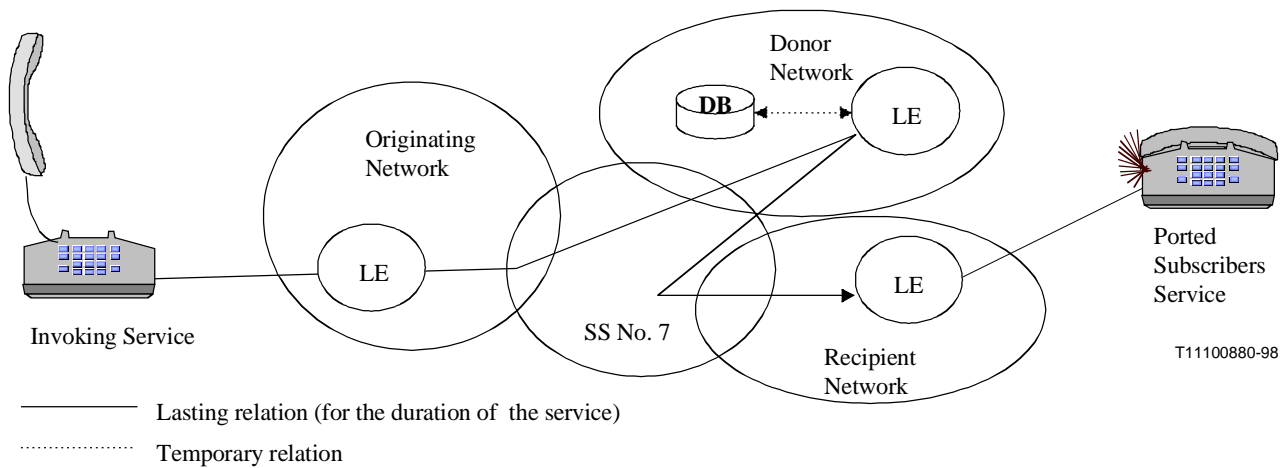 Donor
Network
DB
LE
Originating
Network
LE
Invoking Service
SS No. 7
LE
Recipient
Network
Ported
Subscribers
Service
T11100880-98
Lasting relation (for the duration of the service)
Temporary relation